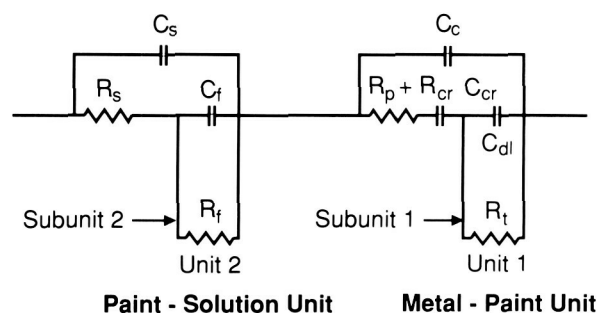 Cs Cc
Rs Cf Rp + Rcr Ccr
Cdl
Subunit 2 Rf Subunit 1 Rt
Unit 2 Unit 1
Paint - Solution Unit Metal - Paint Unit